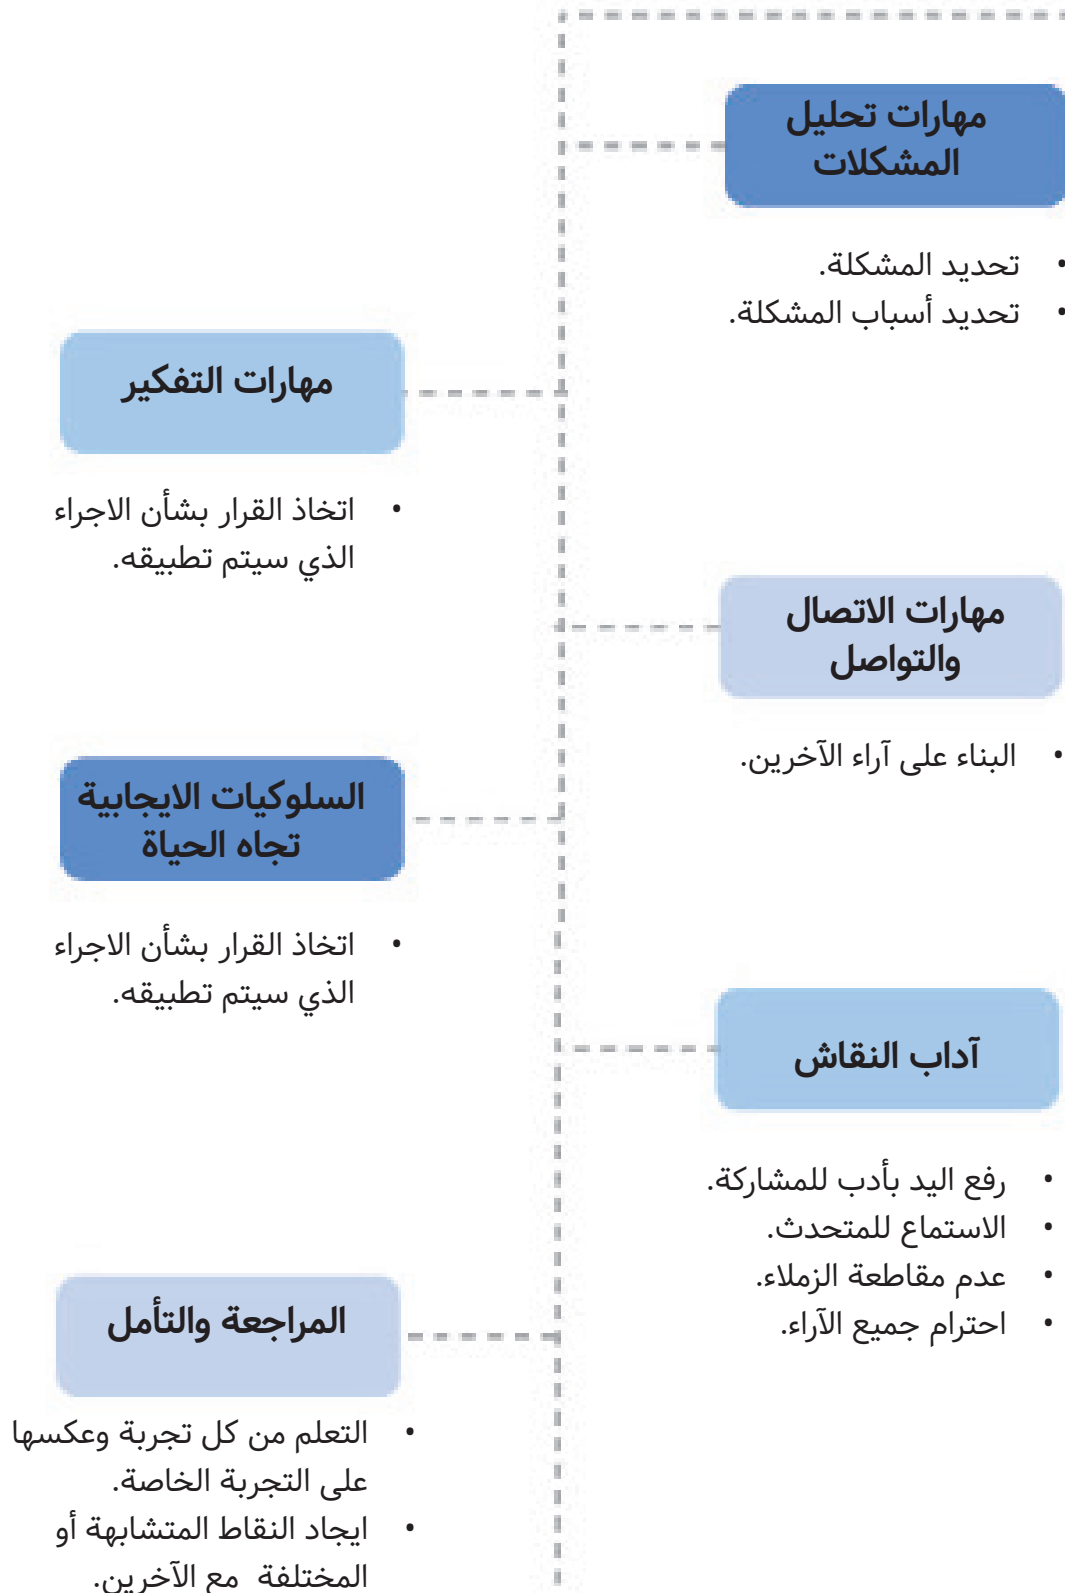 مهارات تحليل
المشكلات
• تحديد المشكلة.
• تحديد أسباب المشكلة.
مهارات التفكير
• اتخاذ القرار بشأن الاجراء
الذي سيتم تطبيقه.
مهارات الاتصال
والتواصل
• البناء على آراء الآخرين.
السلوكيات الايجابية
تجاه الحياة
• اتخاذ القرار بشأن الاجراء
الذي سيتم تطبيقه.
آداب النقاش
• رفع اليد بأدب للمشاركة.
• الاستماع للمتحدث.
• عدم مقاطعة الزملاء.
• احترام جميع الآراء.
المراجعة والتأمل
• التعلم من كل تجربة وعكسها
على التجربة الخاصة.
• ايجاد النقاط المتشابهة أو
المختلفة مع الآخرين.